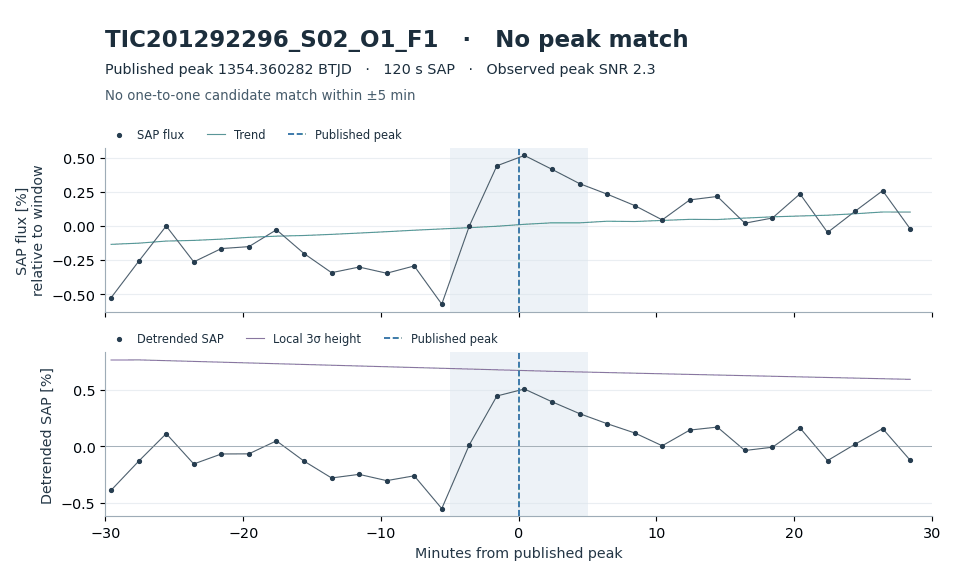 TIC201292296_S02_O1_F1 · No peak match
Published peak 1354.360282 BTJD · 120 s SAP · Observed peak SNR 2.3
No one-to-one candidate match within ±5 min
SAP flux Trend Published peak
0.50
0.25
0.00
−0.25
−0.50
SAP flux [%]
relative to window
Detrended SAP Local 3σ height Published peak
0.5
0.0
−0.5
Detrended SAP [%]
−30 −20 −10 0 10 20 30
Minutes from published peak